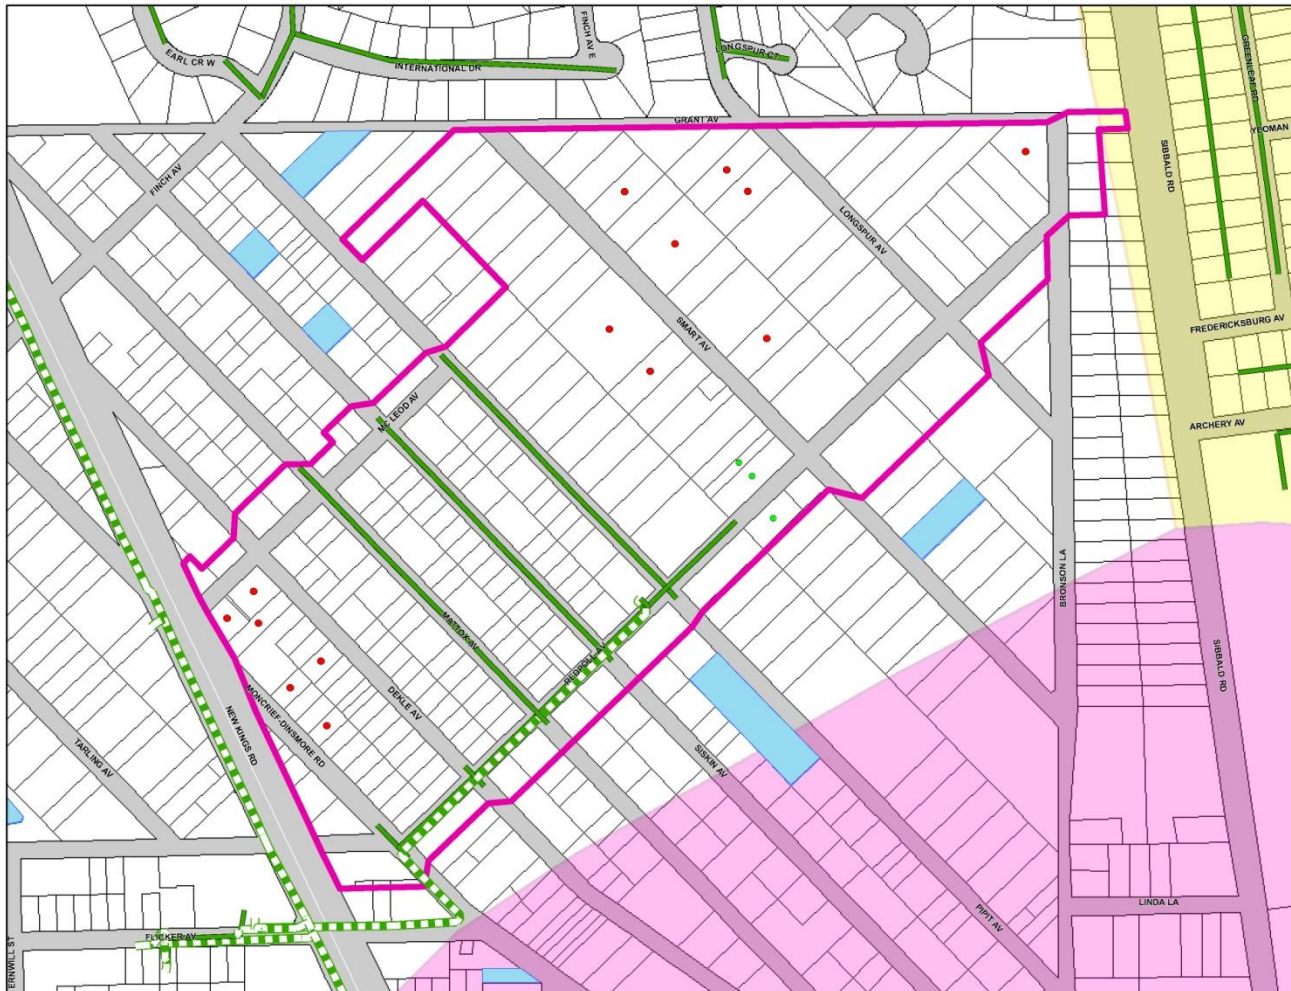 FINCH AV E
EARL CR W
INTERNATIONAL DR
LONGSPUR CT
GREENLEAF RD
GRANT AV
YEOMAN
SIBBALD RD
FINCH AV
LONGSPUR AV
SMART AV
FREDERICKSBURG AV
MC LEOD AV
ARCHERY AV
BRONSON LA
MATTOX AV
REDPOLL AV
SIBBALD RD
DEKLE AV
MONCRIEF-DINSMORE RD
NEW KINGS RD
TARLING AV
SISKIN AV
PIPIT AV
LINDA LA
FLICKER AV
ERNWILL ST